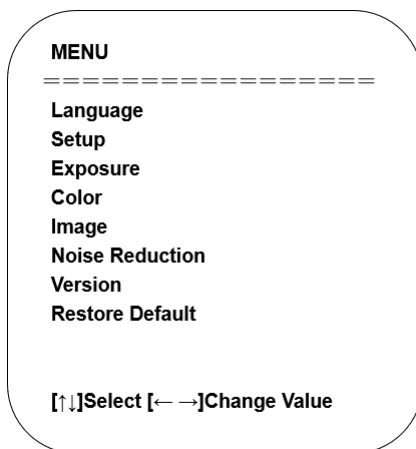 MENU
=================
Language
Setup
Exposure
Color
Image
Noise Reduction
Version
Restore Default
[↑↓]Select [← →]Change Value